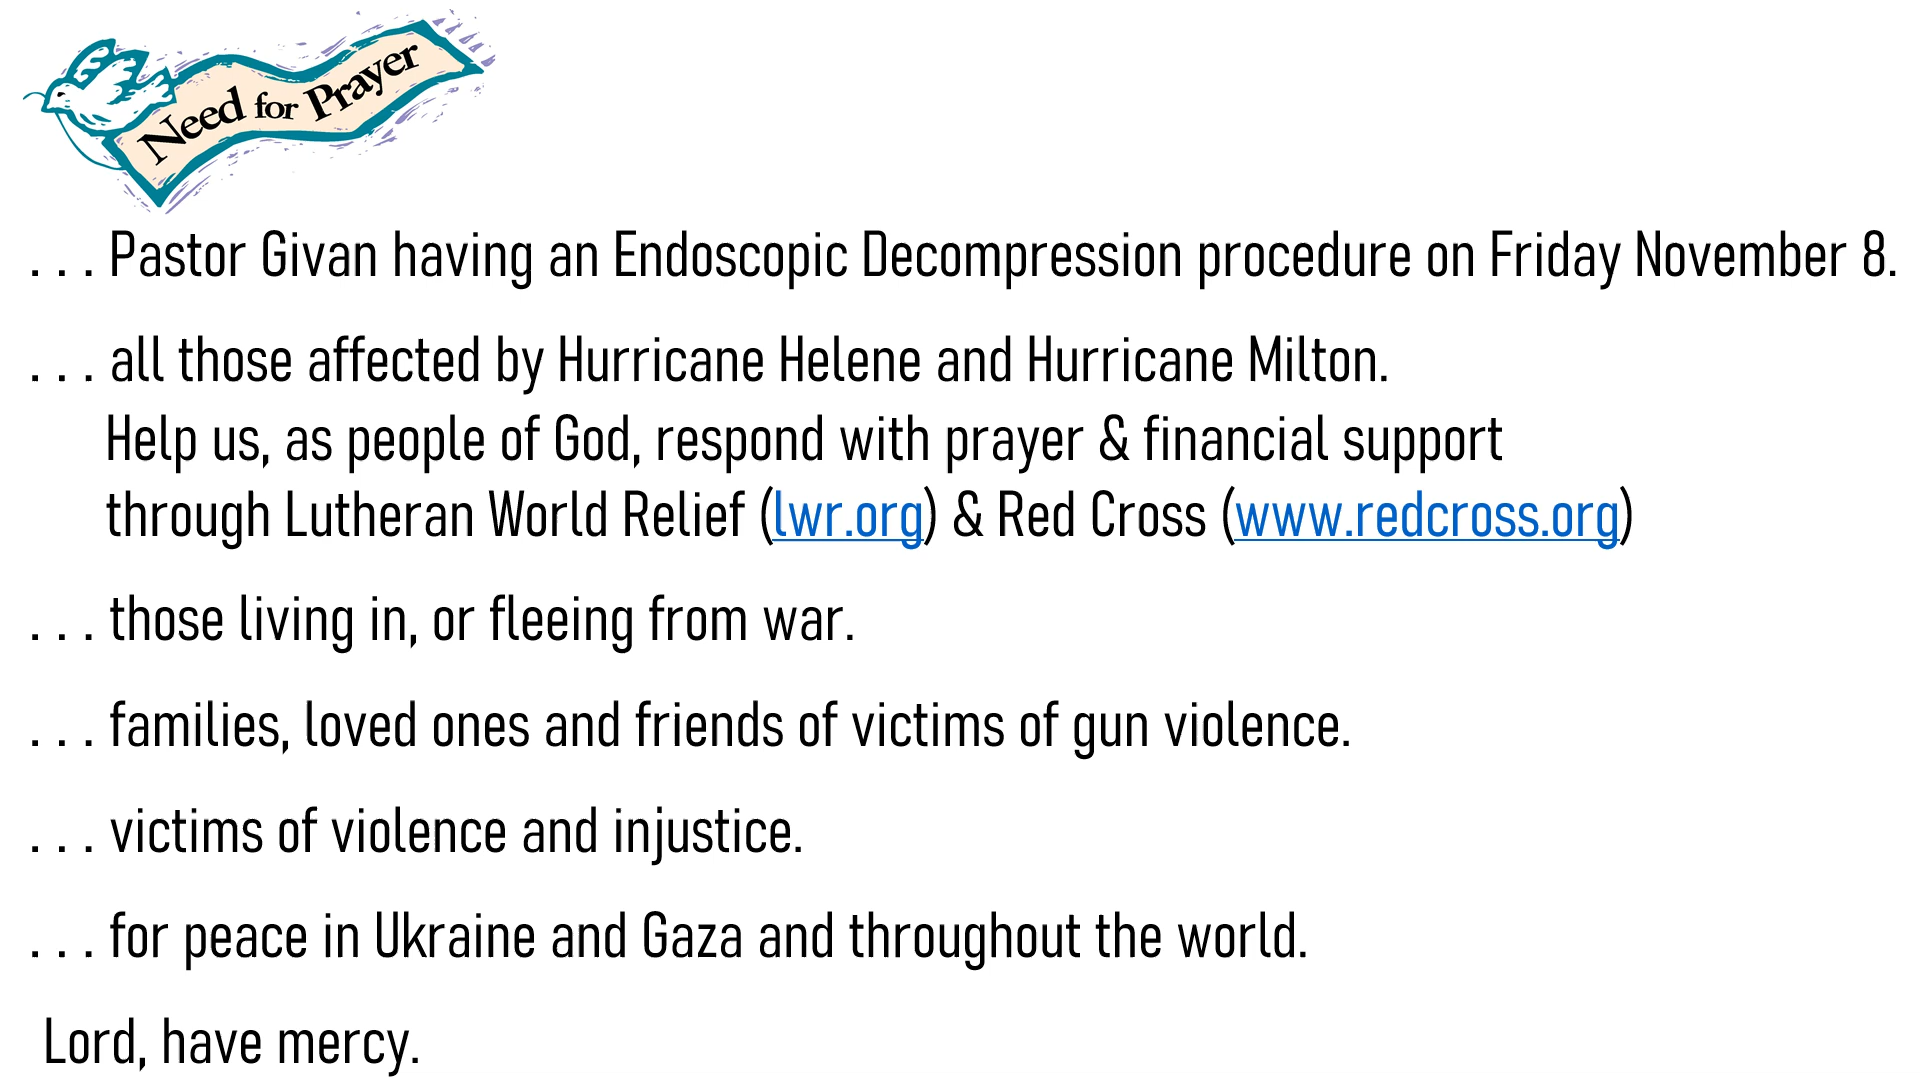 Need for Prayer
. . . Pastor Givan having an Endoscopic Decompression procedure on Friday November 8.
. . . all those affected by Hurricane Helene and Hurricane Milton.
Help us, as people of God, respond with prayer & financial support
through Lutheran World Relief (lwr.org) & Red Cross (www.redcross.org)
. . . those living in, or fleeing from war.
. . . families, loved ones and friends of victims of gun violence.
. . . victims of violence and injustice.
. . . for peace in Ukraine and Gaza and throughout the world.
Lord, have mercy.